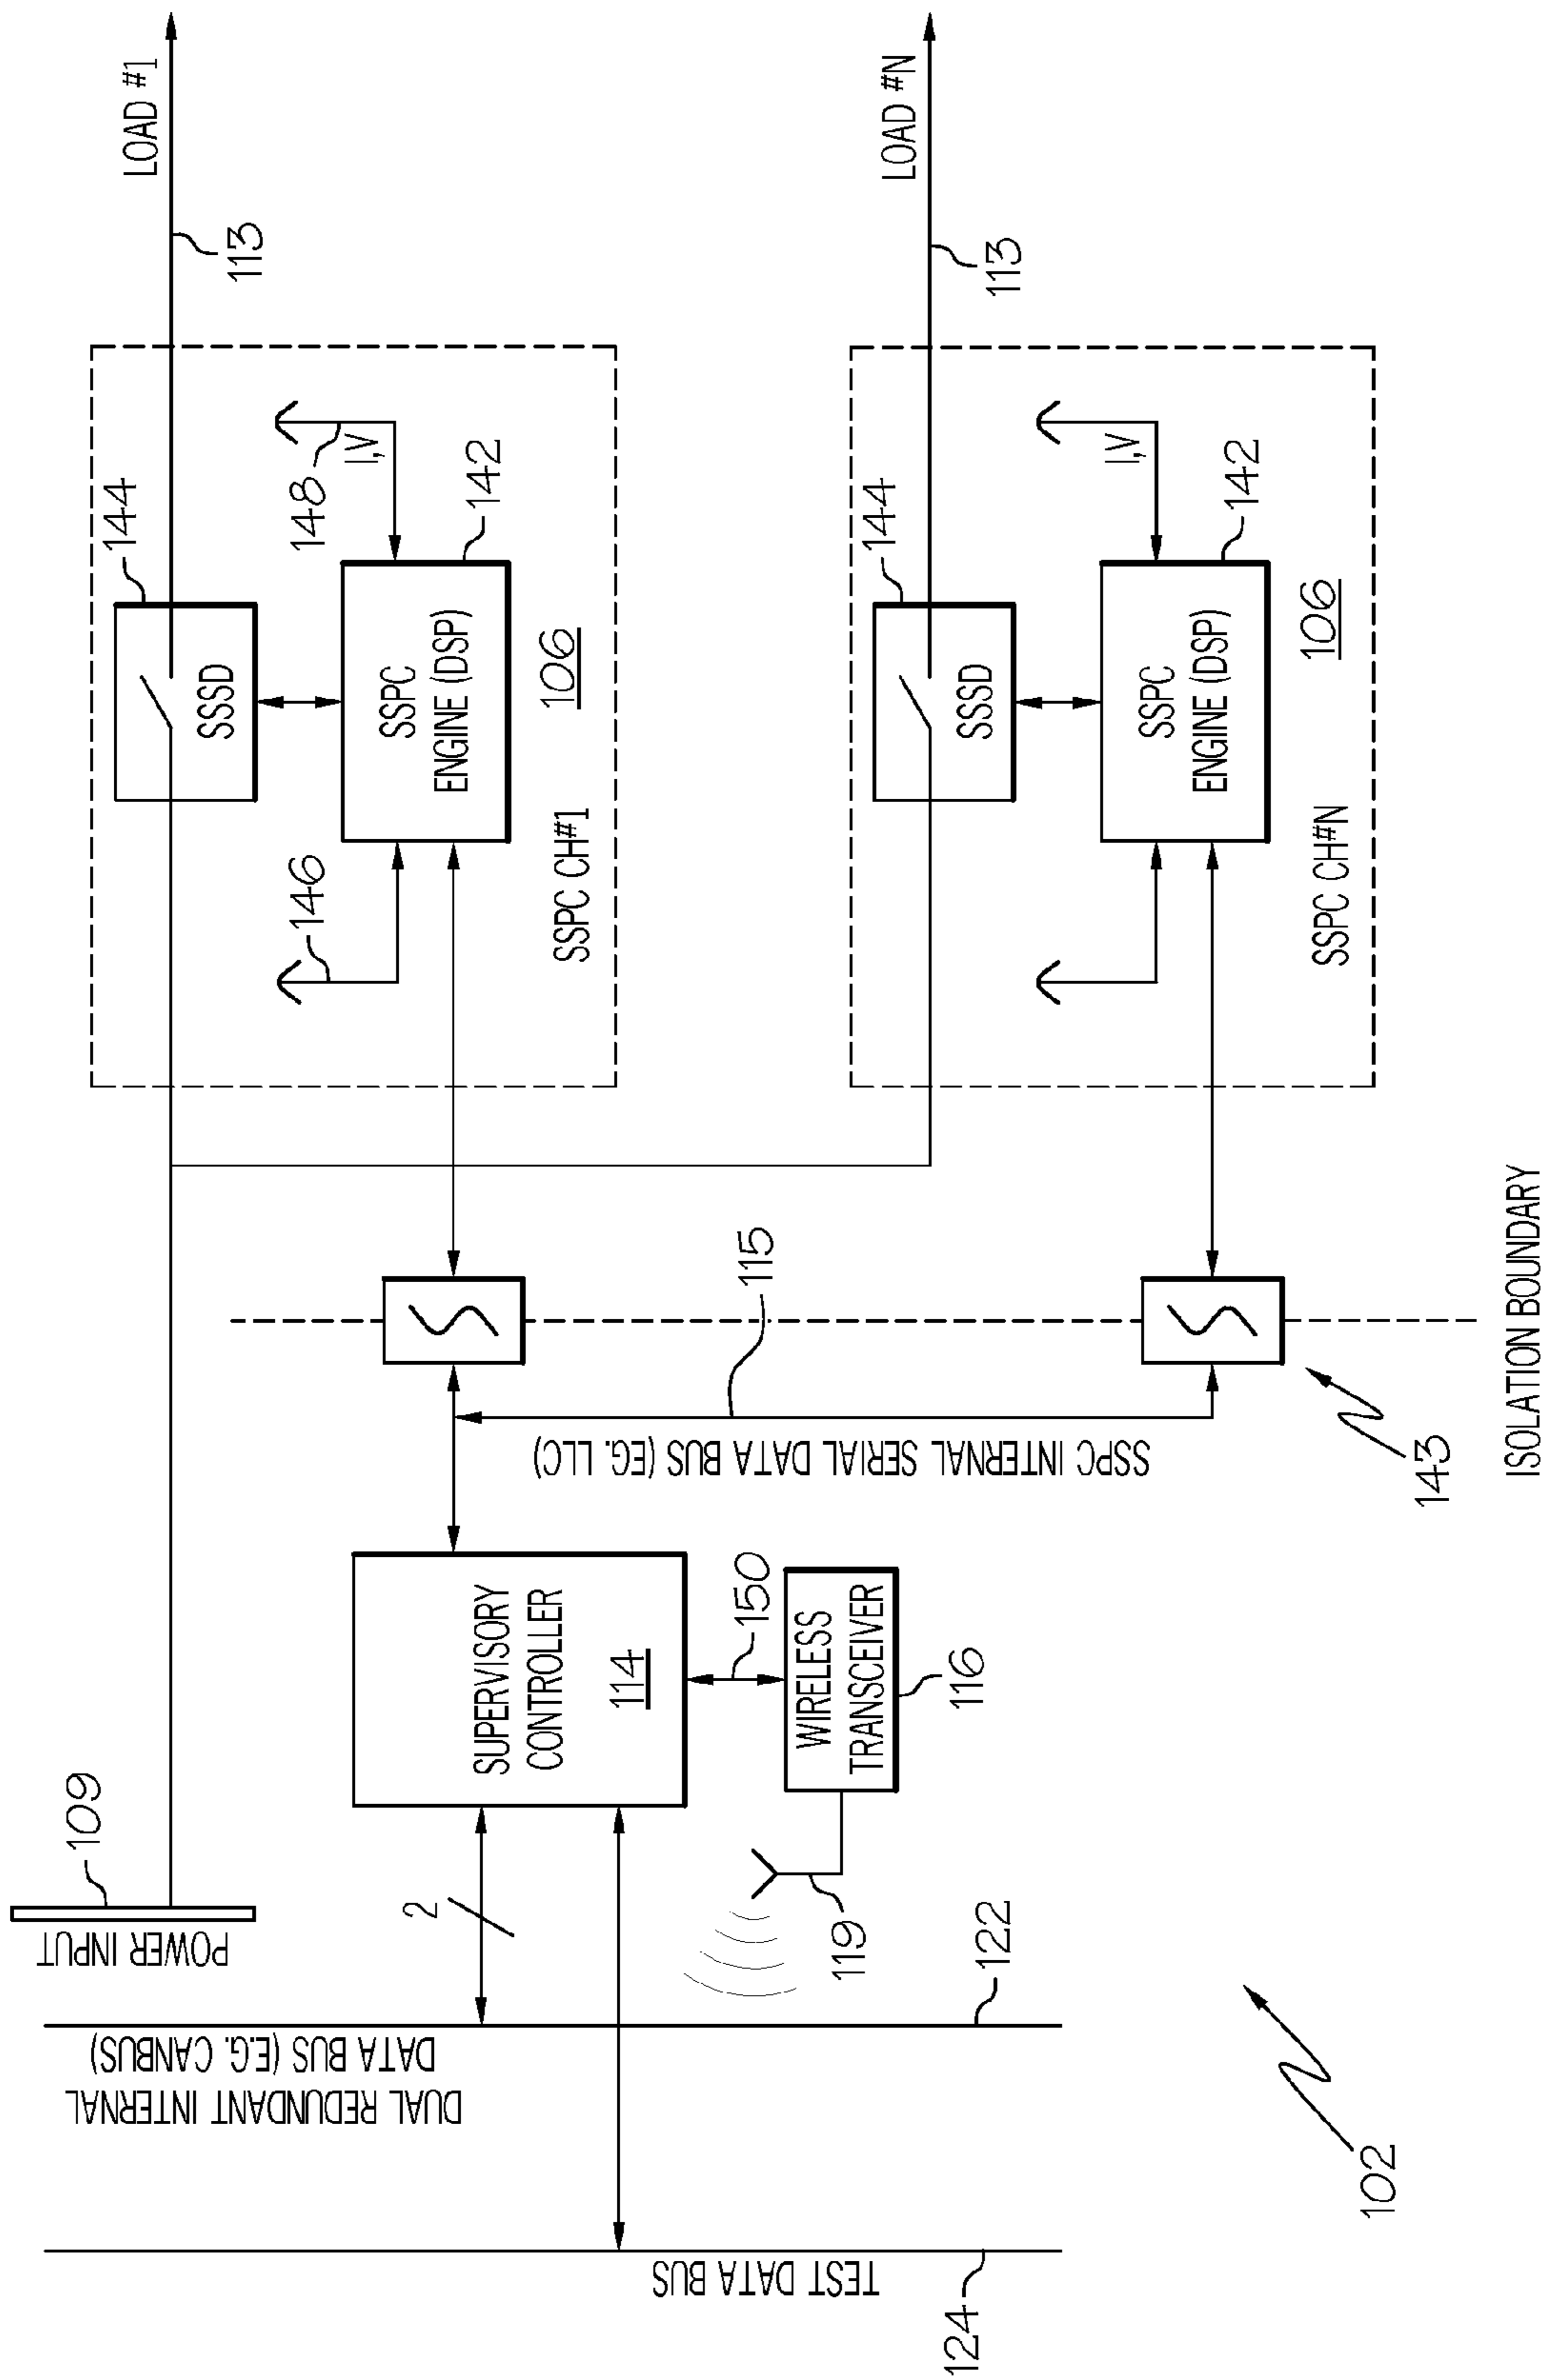 LOAD #1
113
144
SSSD
148
I,V
142
SSPC
ENGINE (DSP)
106
146
SSPC CH#1
LOAD #N
113
144
SSSD
I,V
142
SSPC
ENGINE (DSP)
106
SSPC CH#N
115
SSPC INTERNAL SERIAL DATA BUS (EG. LLC)
143
ISOLATION BOUNDARY
109
POWER INPUT
SUPERVISORY
CONTROLLER
114
150
WIRELESS
TRANSCEIVER
116
119
2
122
DUAL REDUNDANT INTERNAL
DATA BUS (E.G. CANBUS)
TEST DATA BUS
124
102